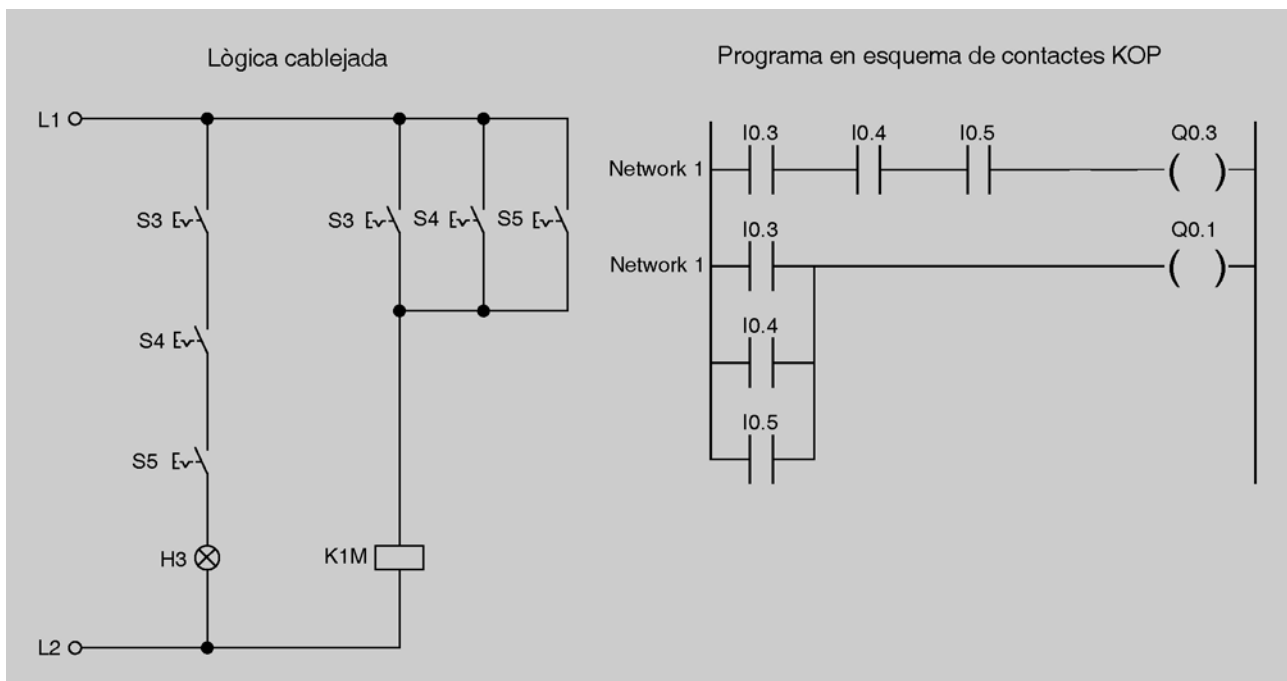 Lògica cablejada
L1
S3
S4
S5
H3
S3
S4
S5
K1M
L2
Programa en esquema de contactes KOP
Network 1
I0.3
I0.4
I0.5
Q0.3
Network 1
I0.3
Q0.1
I0.4
I0.5